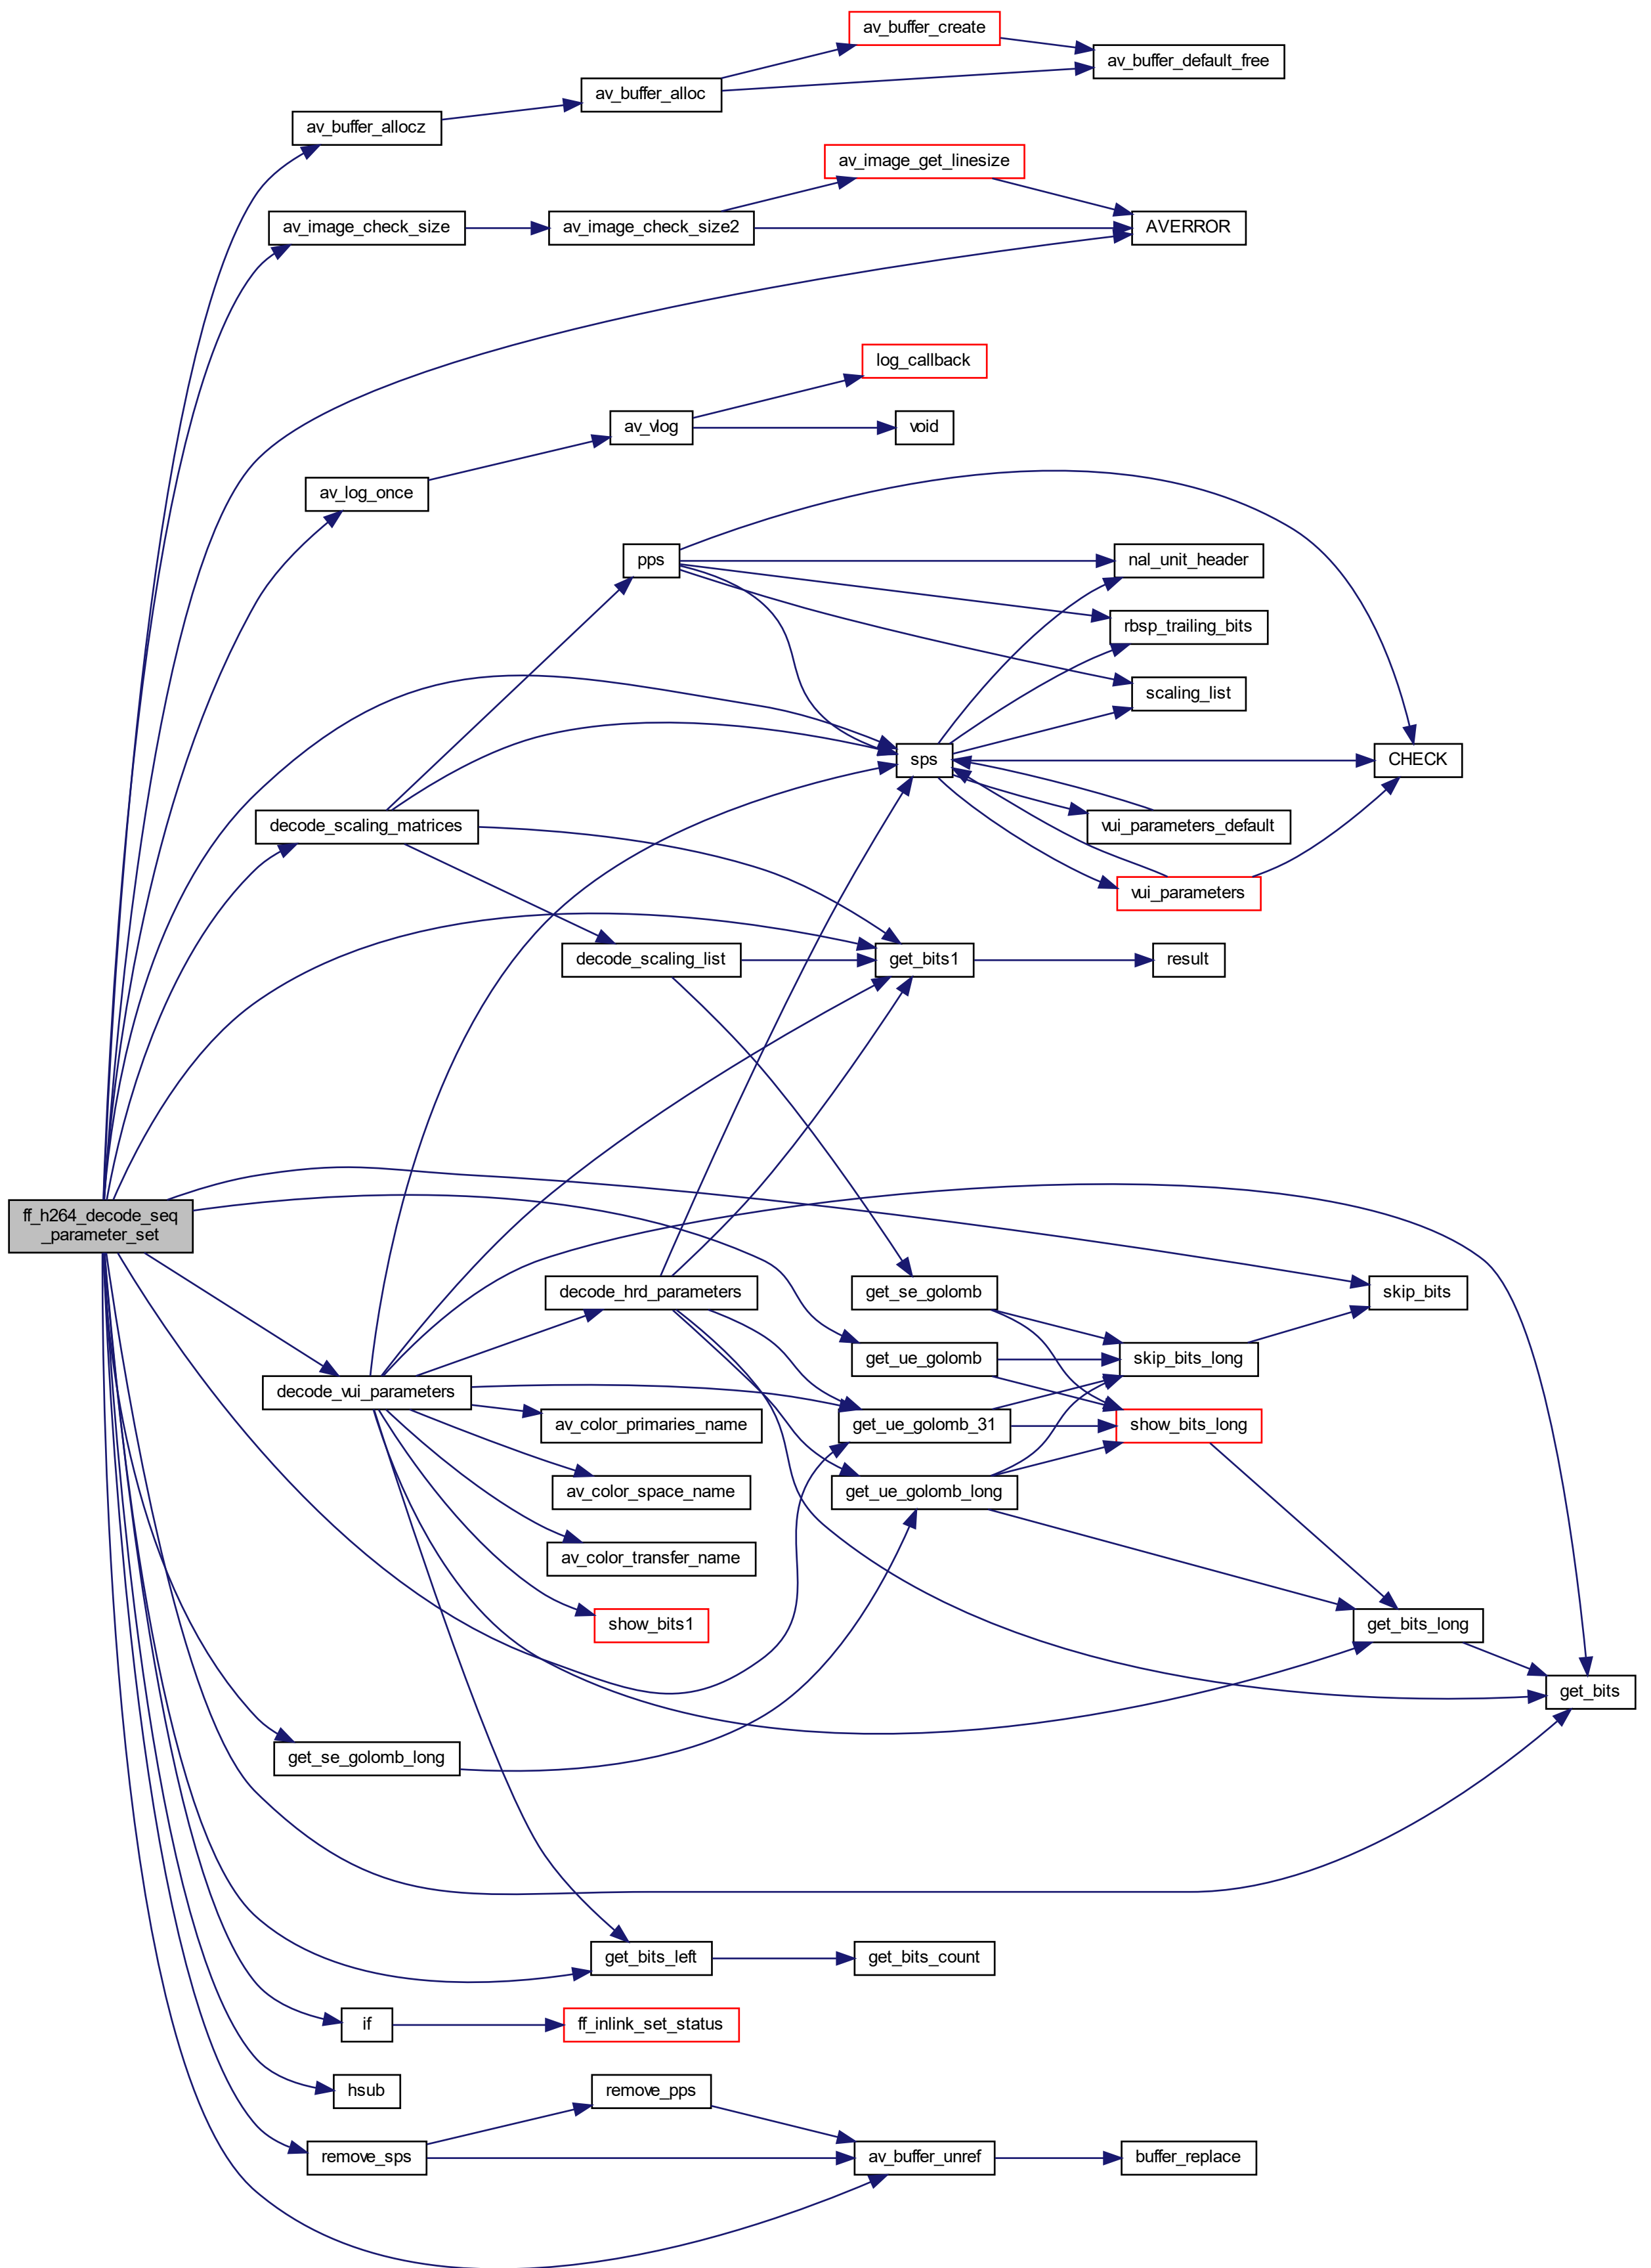 av_buffer_create
av_buffer_default_free
av_buffer_alloc
av_buffer_allocz
av_image_get_linesize
av_image_check_size
av_image_check_size2
AVERROR
log_callback
av_vlog
void
av_log_once
pps
nal_unit_header
rbsp_trailing_bits
scaling_list
sps
CHECK
decode_scaling_matrices
vui_parameters_default
vui_parameters
decode_scaling_list
get_bits1
result
ff_h264_decode_seq
_parameter_set
decode_hrd_parameters
get_se_golomb
skip_bits
get_ue_golomb
skip_bits_long
decode_vui_parameters
av_color_primaries_name
get_ue_golomb_31
show_bits_long
av_color_space_name
get_ue_golomb_long
av_color_transfer_name
show_bits1
get_bits_long
get_bits
get_se_golomb_long
get_bits_left
get_bits_count
if
ff_inlink_set_status
hsub
remove_pps
remove_sps
av_buffer_unref
buffer_replace